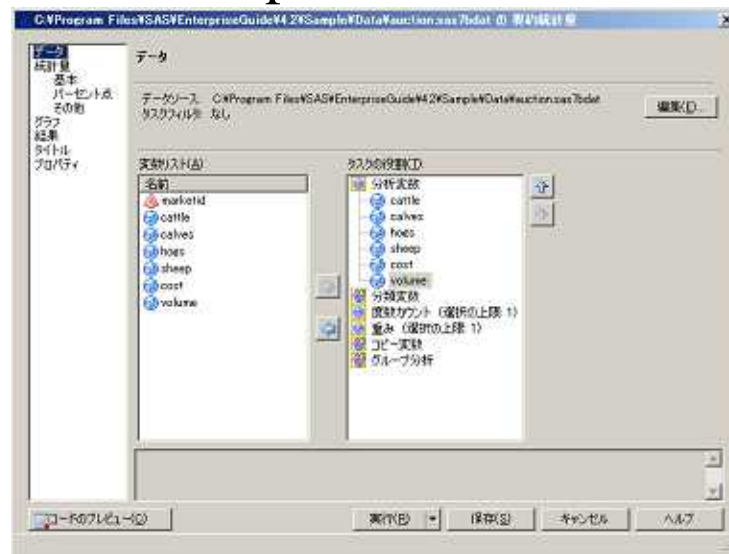 C:¥Program Files¥SAS¥EnterpriseGuide¥4.2¥Sample¥Data¥auction.sas7bdat の 要約統計量
データ
統計量
基本
パーセント点
その他
グラフ
結果
タイトル
プロパティ
データ
データソース C:¥Program Files¥SAS¥EnterpriseGuide¥4.2¥Sample¥Data¥auction.sas7bdat
タスクフィルタ なし
編集(D)...
変数リスト(A)
名前
marketid
cattle
calves
hogs
sheep
cost
volume
タスクの役割(T)
分析変数
cattle
calves
hogs
sheep
cost
volume
分類変数
度数カウント (選択の上限: 1)
重み (選択の上限: 1)
コピー変数
グループ分析
コードのプレビュー(O)
実行(R)
保存(S)
キャンセル
ヘルプ